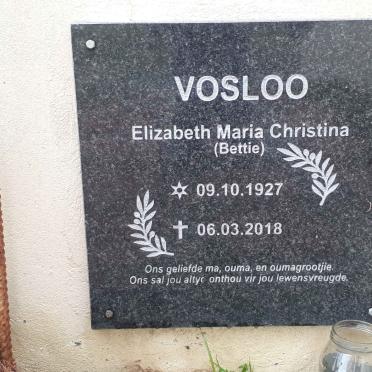 VOSLOO
Elizabeth Maria Christina
(Bettie)
09.10.1927
06.03.2018
Ons geliefde ma, ouma, en oumagrootjie.
Ons sal jou altyd onthou vir jou lewensvreugde.